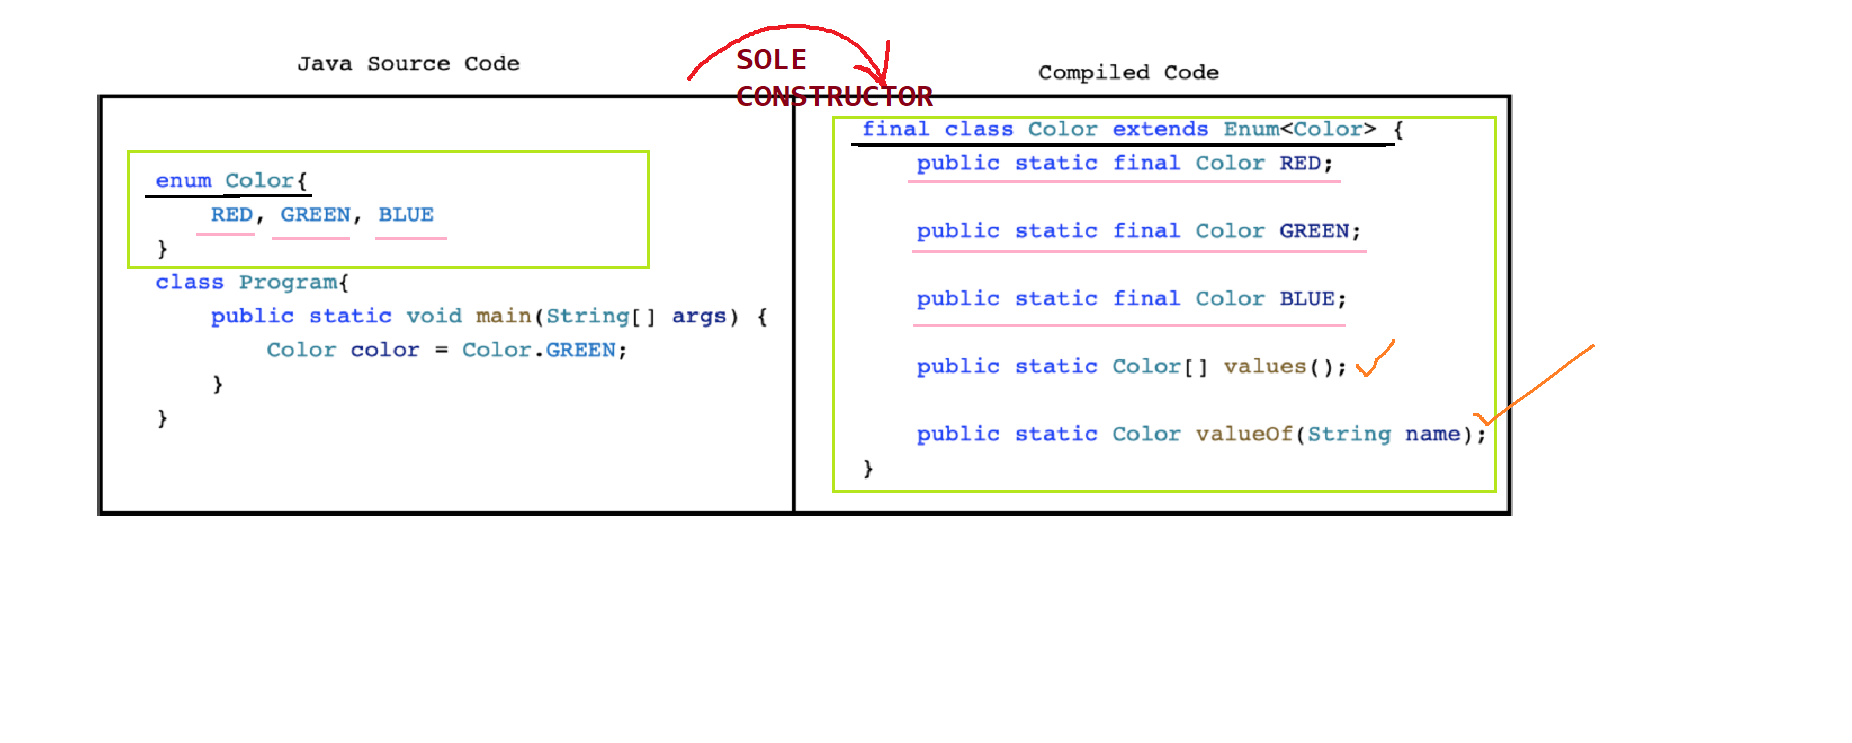 Java Source Code
SOLE
CONSTRUCTOR
Compiled Code
enum Color{
RED, GREEN, BLUE
}
class Program{
public static void main(String[] args) {
Color color = Color.GREEN;
}
}
final class Color extends Enum<Color> {
public static final Color RED;
public static final Color GREEN;
public static final Color BLUE;
public static Color[] values();
public static Color valueOf(String name);
}